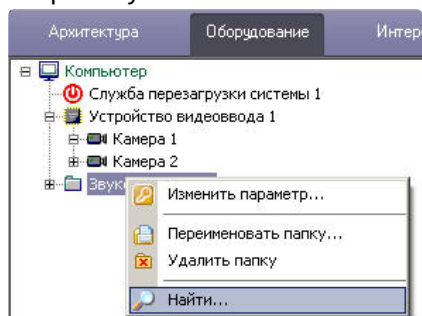 Архитектура Оборудование
Компьютер
Служба перезагрузки системы 1
Устройство видеоввода 1
Камера 1
Камера 2
Изменить параметр...
Переименовать папку...
Удалить папку
Найти...